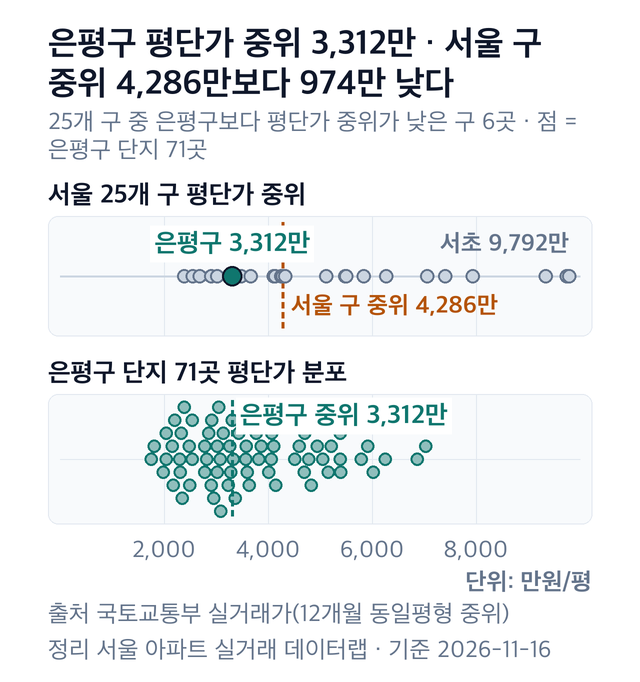 은평구 평단가 중위 3,312만 · 서울 구
중위 4,286만보다 974만 낮다
25개 구 중 은평구보다 평단가 중위가 낮은 구 6곳 · 점 =
은평구 단지 71곳
서울 25개 구 평단가 중위
은평구 3,312만
서초 9,792만
서울 구 중위 4,286만
은평구 단지 71곳 평단가 분포
은평구 중위 3,312만
2,000 4,000 6,000 8,000
단위: 만원/평
출처 국토교통부 실거래가(12개월 동일평형 중위)
정리 서울 아파트 실거래 데이터랩 · 기준 2026-11-16